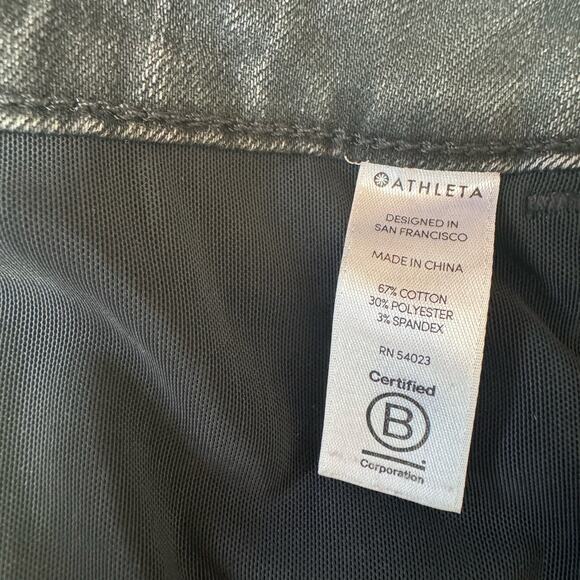 ATHLETA
DESIGNED IN
SAN FRANCISCO
MADE IN CHINA
67% COTTON
30% POLYESTER
3% SPANDEX
RN 54023
Certified
B
Corporation